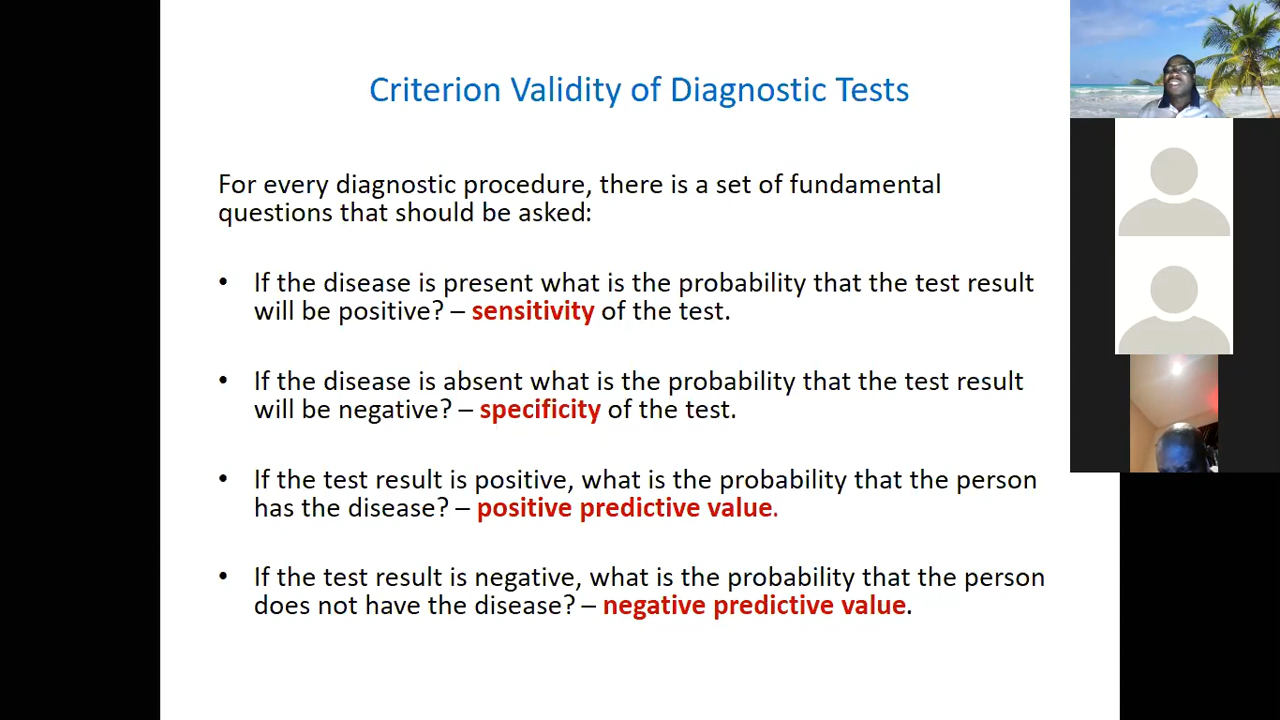 Criterion Validity of Diagnostic Tests
For every diagnostic procedure, there is a set of fundamental
questions that should be asked:
• If the disease is present what is the probability that the test result
will be positive? – sensitivity of the test.
• If the disease is absent what is the probability that the test result
will be negative? – specificity of the test.
• If the test result is positive, what is the probability that the person
has the disease? – positive predictive value.
• If the test result is negative, what is the probability that the person
does not have the disease? – negative predictive value.